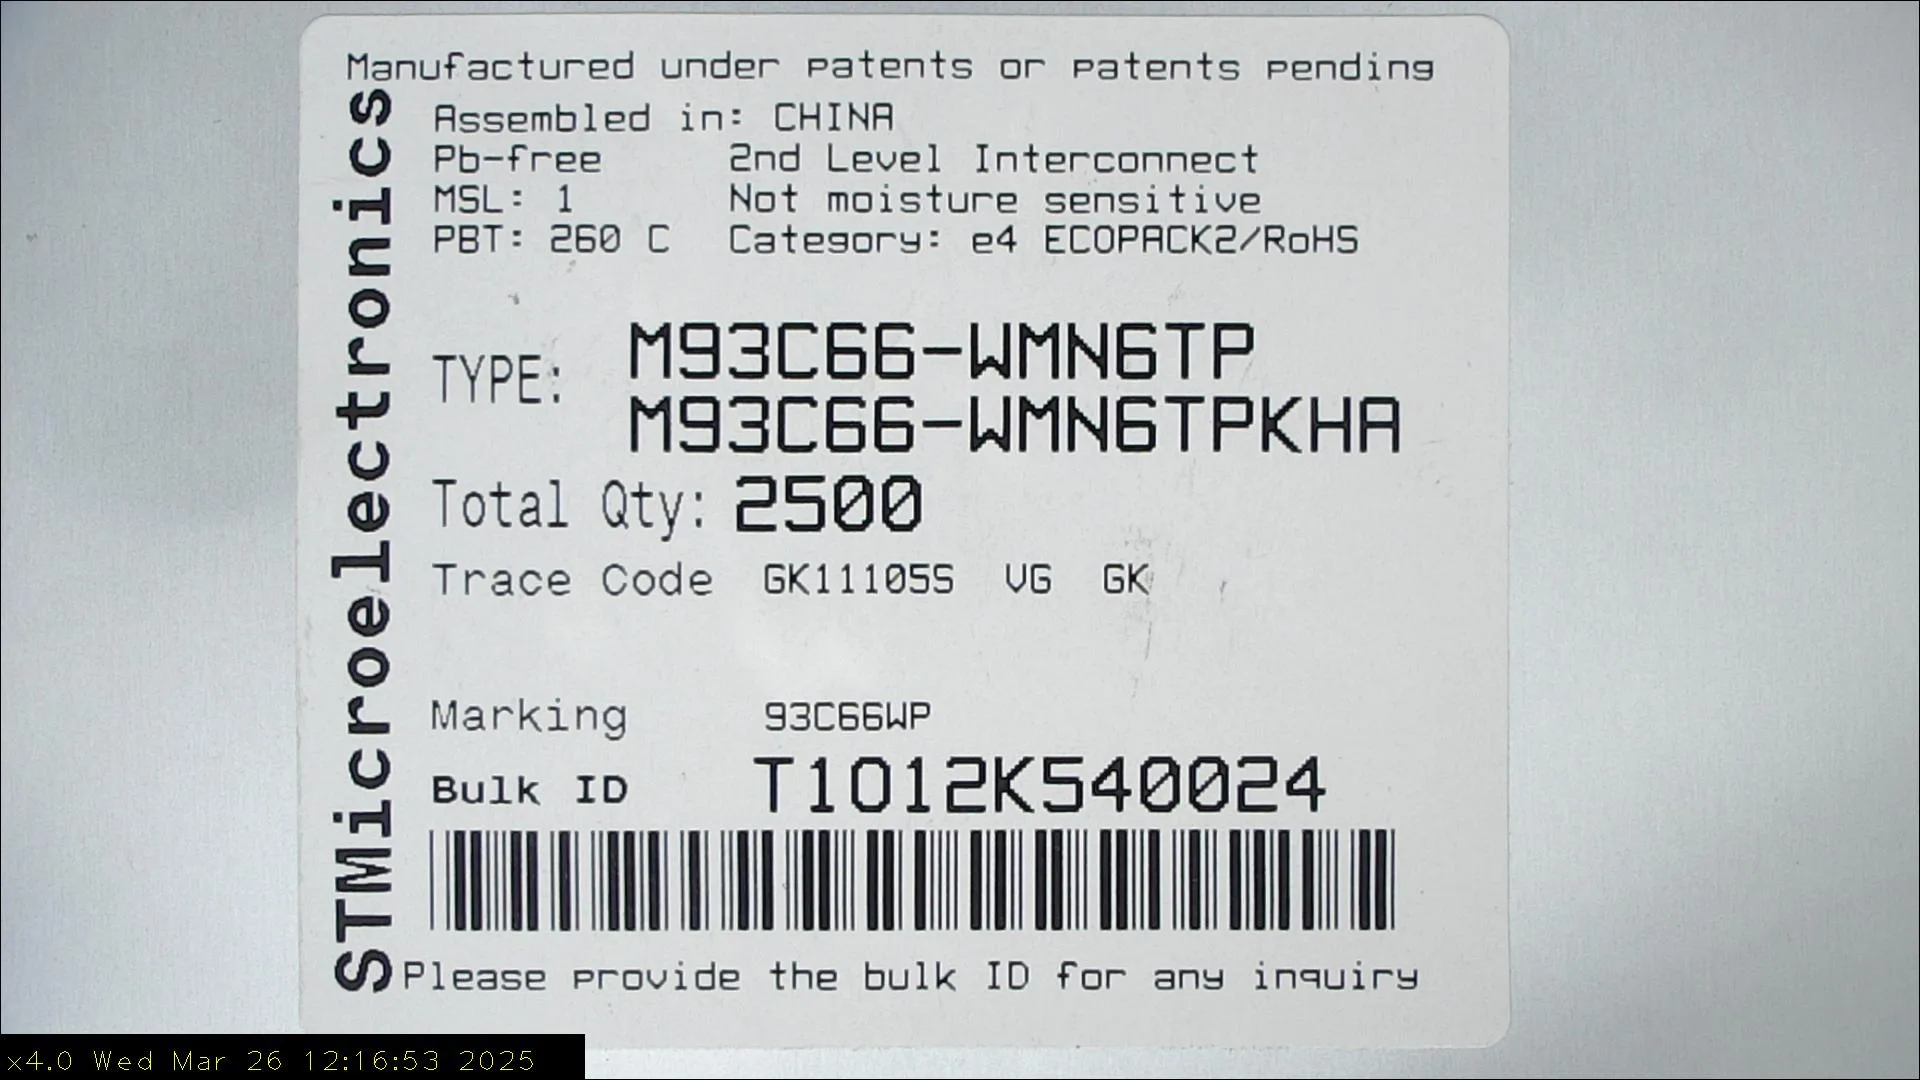 STMicroelectronics
Manufactured under patents or patents pending
Assembled in: CHINA
Pb-free 2nd Level Interconnect
MSL: 1 Not moisture sensitive
PBT: 260 C Category: e4 ECOPACK2/RoHS
TYPE: M93C66-WMN6TP
M93C66-WMN6TPKHA
Total Qty: 2500
Trace Code GK11105S VG GK
Marking 93C66WP
Bulk ID T1012K540024
Please provide the bulk ID for any inquiry
x4.0 Wed Mar 26 12:16:53 2025